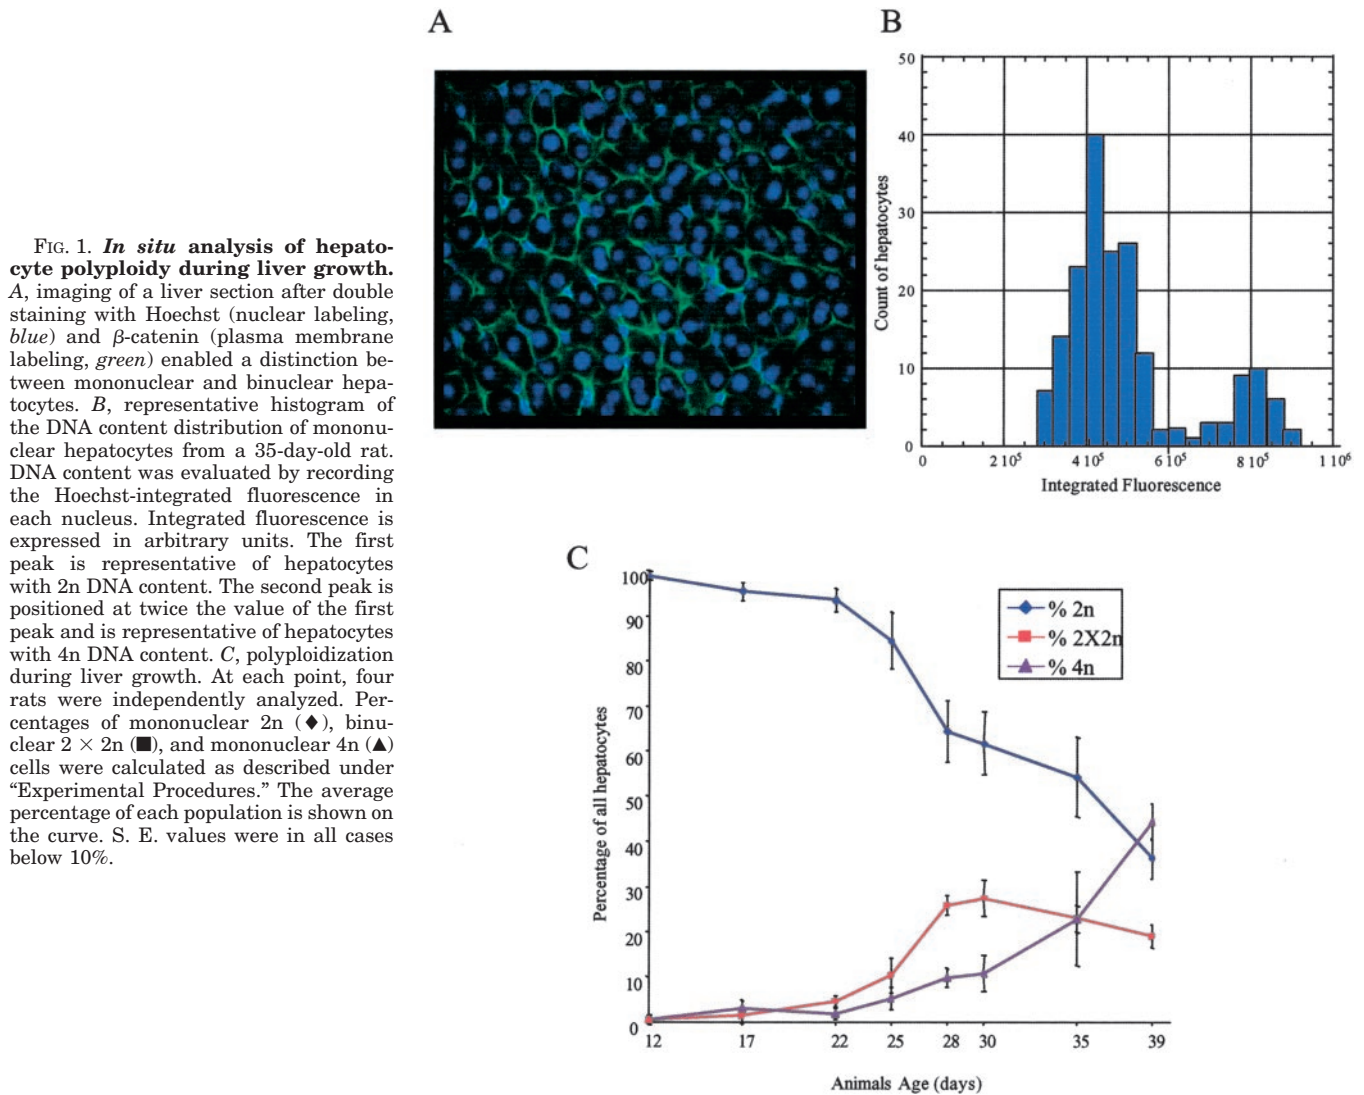 A
B
FIG. 1. In situ analysis of hepato-
cyte polyploidy during liver growth.
A, imaging of a liver section after double
staining with Hoechst (nuclear labeling,
blue) and β-catenin (plasma membrane
labeling, green) enabled a distinction be-
tween mononuclear and binuclear hepa-
tocytes. B, representative histogram of
the DNA content distribution of mononu-
clear hepatocytes from a 35-day-old rat.
DNA content was evaluated by recording
the Hoechst-integrated fluorescence in
each nucleus. Integrated fluorescence is
expressed in arbitrary units. The first
peak is representative of hepatocytes
with 2n DNA content. The second peak is
positioned at twice the value of the first
peak and is representative of hepatocytes
with 4n DNA content. C, polyploidization
during liver growth. At each point, four
rats were independently analyzed. Per-
centages of mononuclear 2n (♦), binu-
clear 2 × 2n (■), and mononuclear 4n (▲)
cells were calculated as described under
“Experimental Procedures.” The average
percentage of each population is shown on
the curve. S. E. values were in all cases
below 10%.
Count of hepatocytes
50
40
30
20
10
0
0 2 10⁵ 4 10⁵ 6 10⁵ 8 10⁵ 1 10⁶
Integrated Fluorescence
C
Percentage of all hepatocytes
100
90
80
70
60
50
40
30
20
10
0
% 2n
% 2X2n
% 4n
12 17 22 25 28 30 35 39
Animals Age (days)